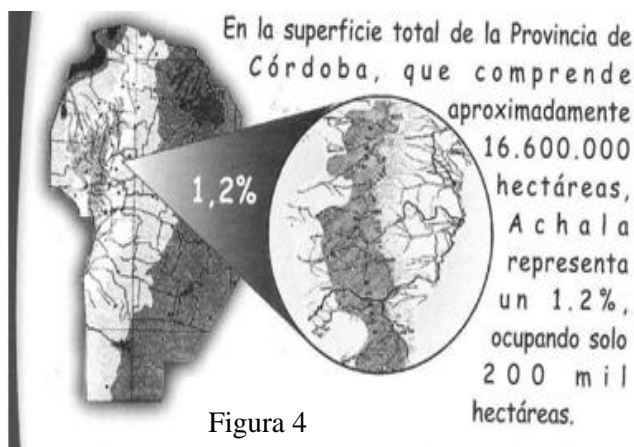 En la superficie total de la Provincia de
Córdoba, que comprende
aproximadamente
16.600.000
hectáreas,
Achala
representa
un 1.2%,
ocupando solo
200 mil
hectáreas.
1,2%
Figura 4